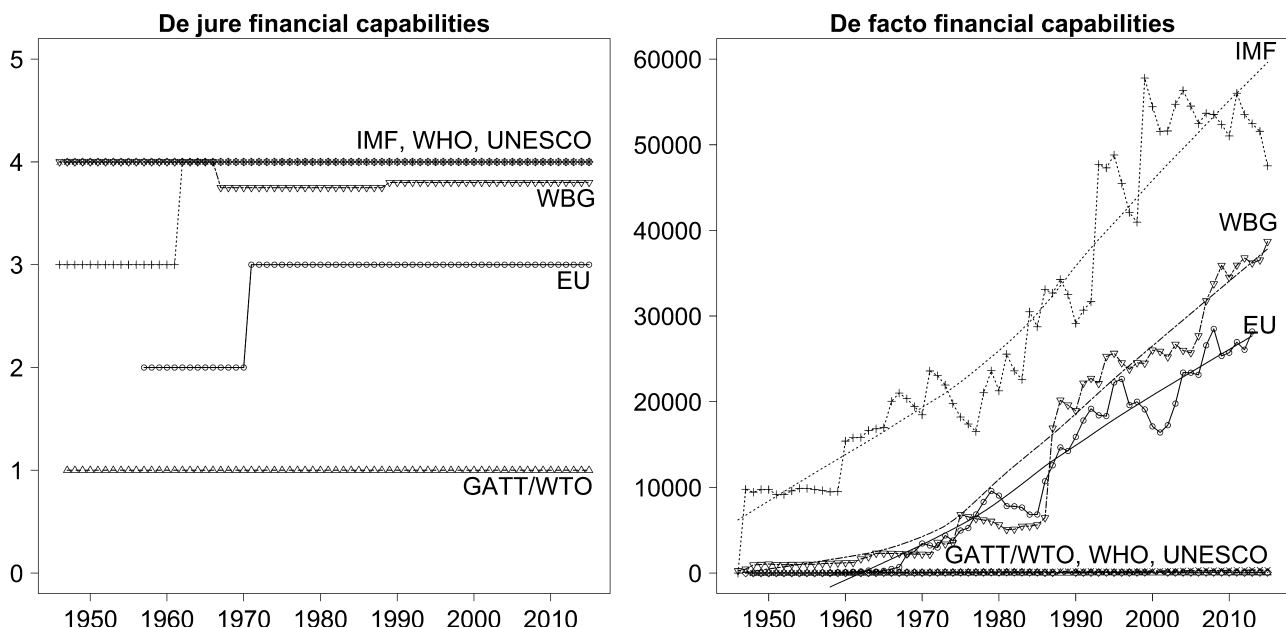 De jure financial capabilities
5
4
3
2
1
0
IMF, WHO, UNESCO
WBG
EU
GATT/WTO
1950 1960 1970 1980 1990 2000 2010
De facto financial capabilities
60000
50000
40000
30000
20000
10000
0
IMF
WBG
EU
GATT/WTO, WHO, UNESCO
1950 1960 1970 1980 1990 2000 2010